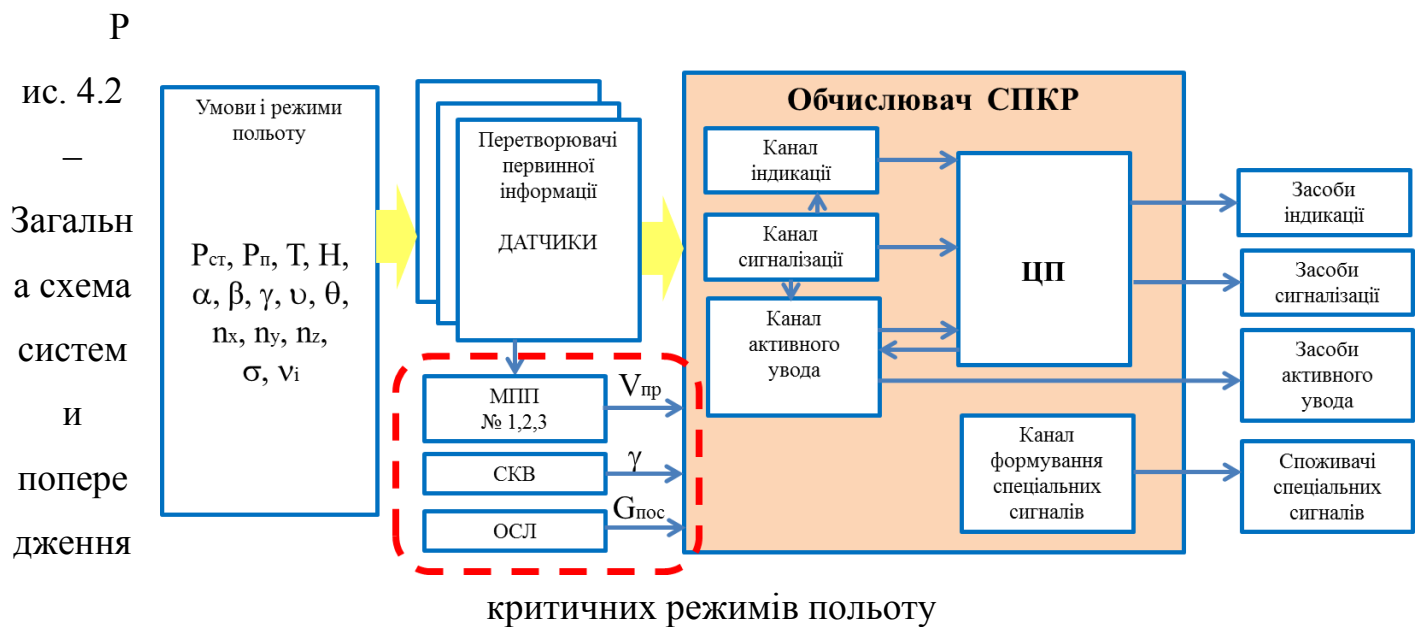 Р
ис. 4.2
–
Загальн
а схема
систем
и
попере
дження
критичних режимів польоту
Умови і режими
польоту
Pст, Pп, T, H,
α, β, γ, υ, θ,
nx, ny, nz,
σ, νi
Перетворювачі
первинної
інформації
ДАТЧИКИ
МПП
№ 1,2,3
Vпр
СКВ
γ
ОСЛ
Gпос
Обчислювач СПКР
Канал
індикації
Канал
сигналізації
Канал
активного
увода
ЦП
Канал
формування
спеціальних
сигналів
Засоби
індикації
Засоби
сигналізації
Засоби
активного
увода
Споживачі
спеціальних
сигналів